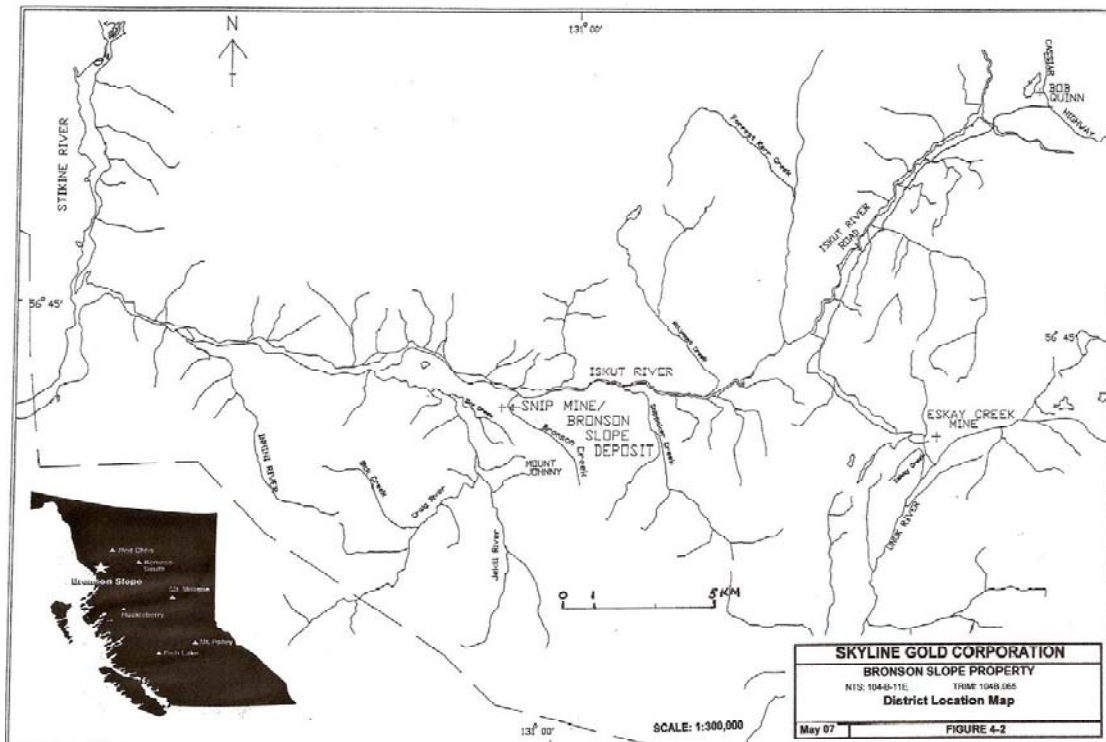 N
131° 00'
CASSIAR
HIGHWAY
BOB
QUINN
STIKINE RIVER
Forrest Kerr Creek
ISKUT RIVER
ROAD
56° 45'
56° 45'
ISKUT RIVER
SNIP MINE/
BRONSON
SLOPE
DEPOSIT
Bronson Creek
ESKAY CREEK
MINE
MOUNT
JOHNNY
Craig River
Jekill River
UNUK RIVER
Red Chris
Bronson Slope
Huckleberry
Mt. Milligan
Mt. Polley
Fish Lake
0 1 5 KM
131° 00'
SCALE: 1:300,000
SKYLINE GOLD CORPORATION
BRONSON SLOPE PROPERTY
NTS: 104-B-11E TRIM: 104B.065
District Location Map
May 07 FIGURE 4-2